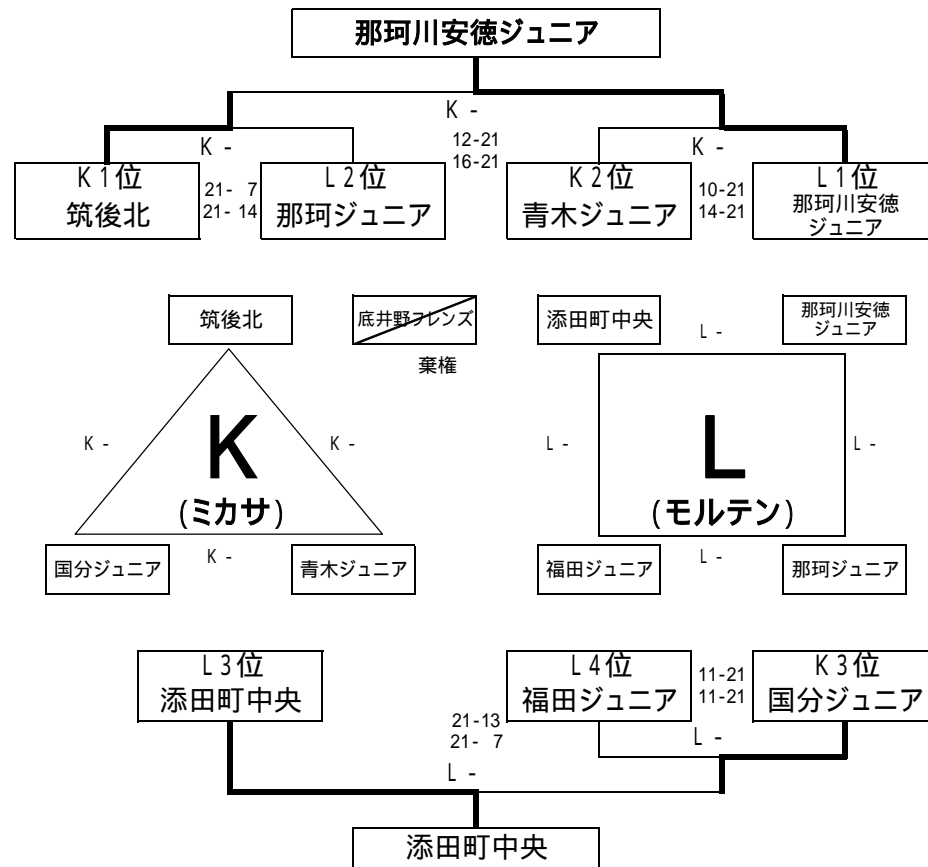 那珂川安徳ジュニア
K -
12-21
16-21
K -
K -
K1位
筑後北
21- 7
21- 14
L2位
那珂ジュニア
K2位
青木ジュニア
10-21
14-21
L1位
那珂川安徳
ジュニア
筑後北
底井野フレンズ
棄権
添田町中央
L -
那珂川安徳
ジュニア
K -
K
(ミカサ)
K -
L -
L
(モルテン)
L -
国分ジュニア
K -
青木ジュニア
福田ジュニア
L -
那珂ジュニア
L3位
添田町中央
L4位
福田ジュニア
11-21
11-21
K3位
国分ジュニア
21-13
21- 7
L -
L -
添田町中央